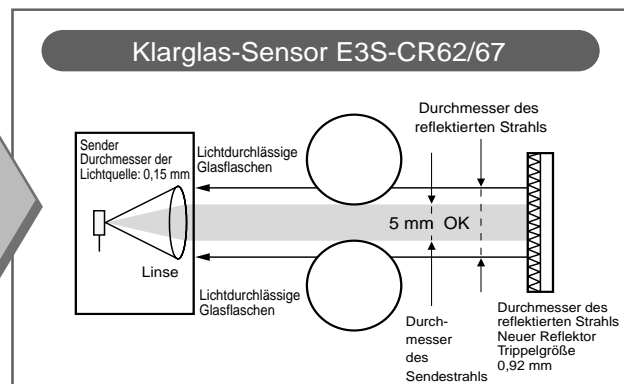 Klarglas-Sensor E3S-CR62/67
Durchmesser des
reflektierten Strahls
Sender
Durchmesser der
Lichtquelle: 0,15 mm
Lichtdurchlässige
Glasflaschen
5 mm OK
Linse
Lichtdurchlässige
Glasflaschen
Durch-
messer
des
Sendestrahls
Durchmesser des
reflektierten Strahls
Neuer Reflektor
Trippelgröße
0,92 mm